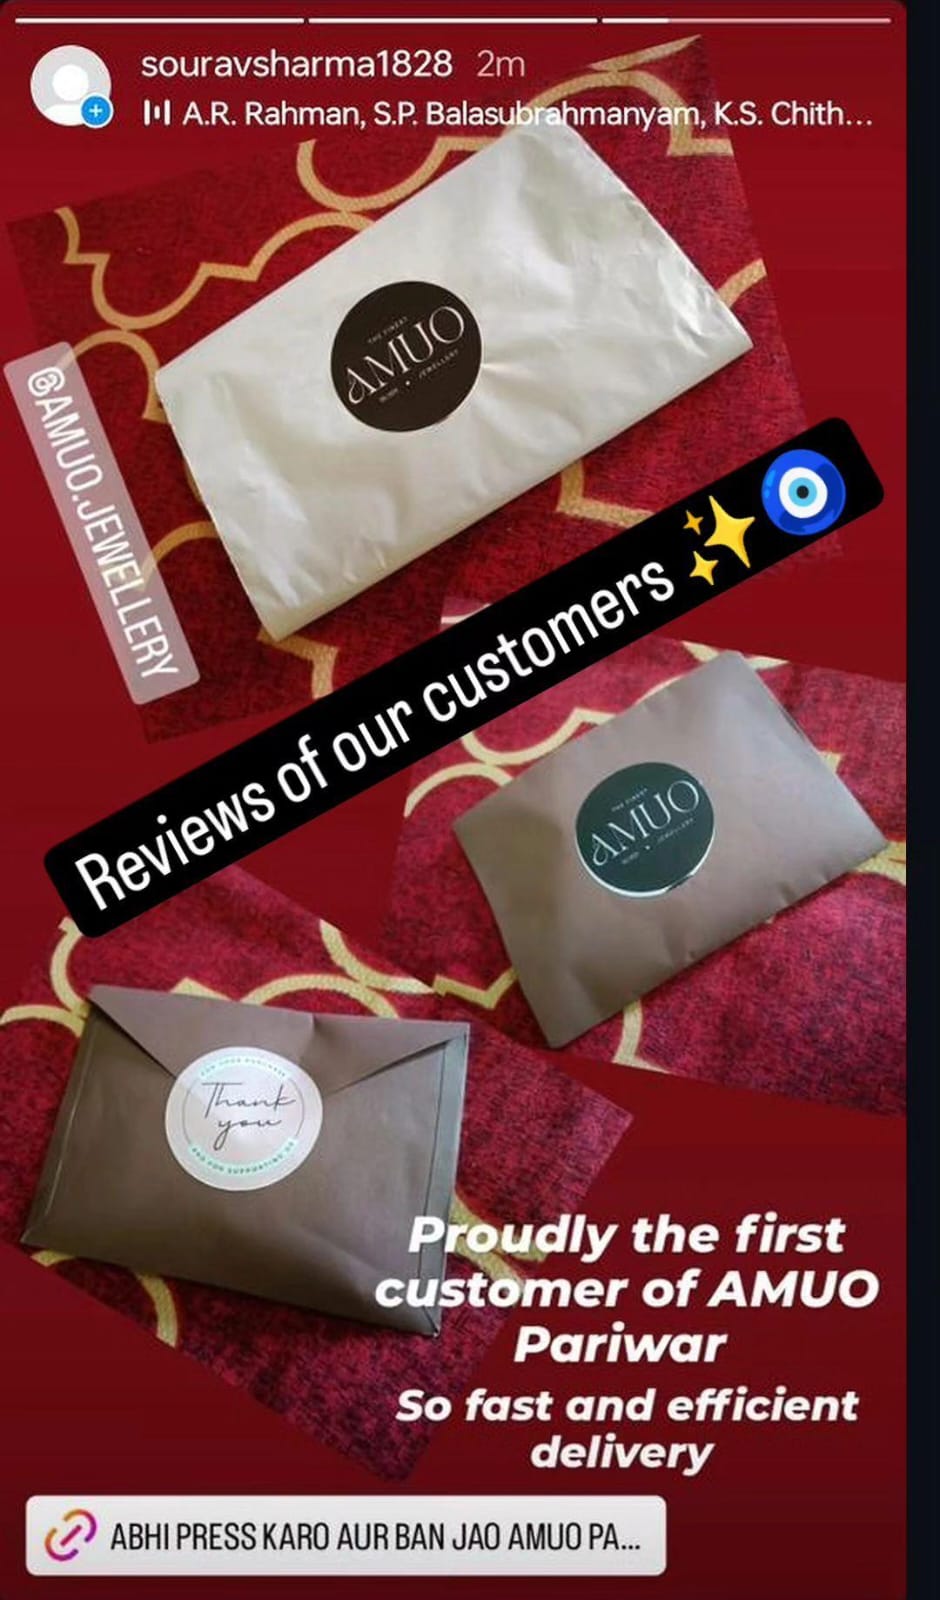 souravsharma1828 2m
A.R. Rahman, S.P. Balasubrahmanyam, K.S. Chith...
THE FINEST
AMUO
JEWELLERY
@AMUO.JEWELLERY
Reviews of our customers ✨🧿
THE FINEST
AMUO
JEWELLERY
FOR YOUR PURCHASE
Thank
you
AND FOR SUPPORTING US
Proudly the first
customer of AMUO
Pariwar
So fast and efficient
delivery
ABHI PRESS KARO AUR BAN JAO AMUO PA...